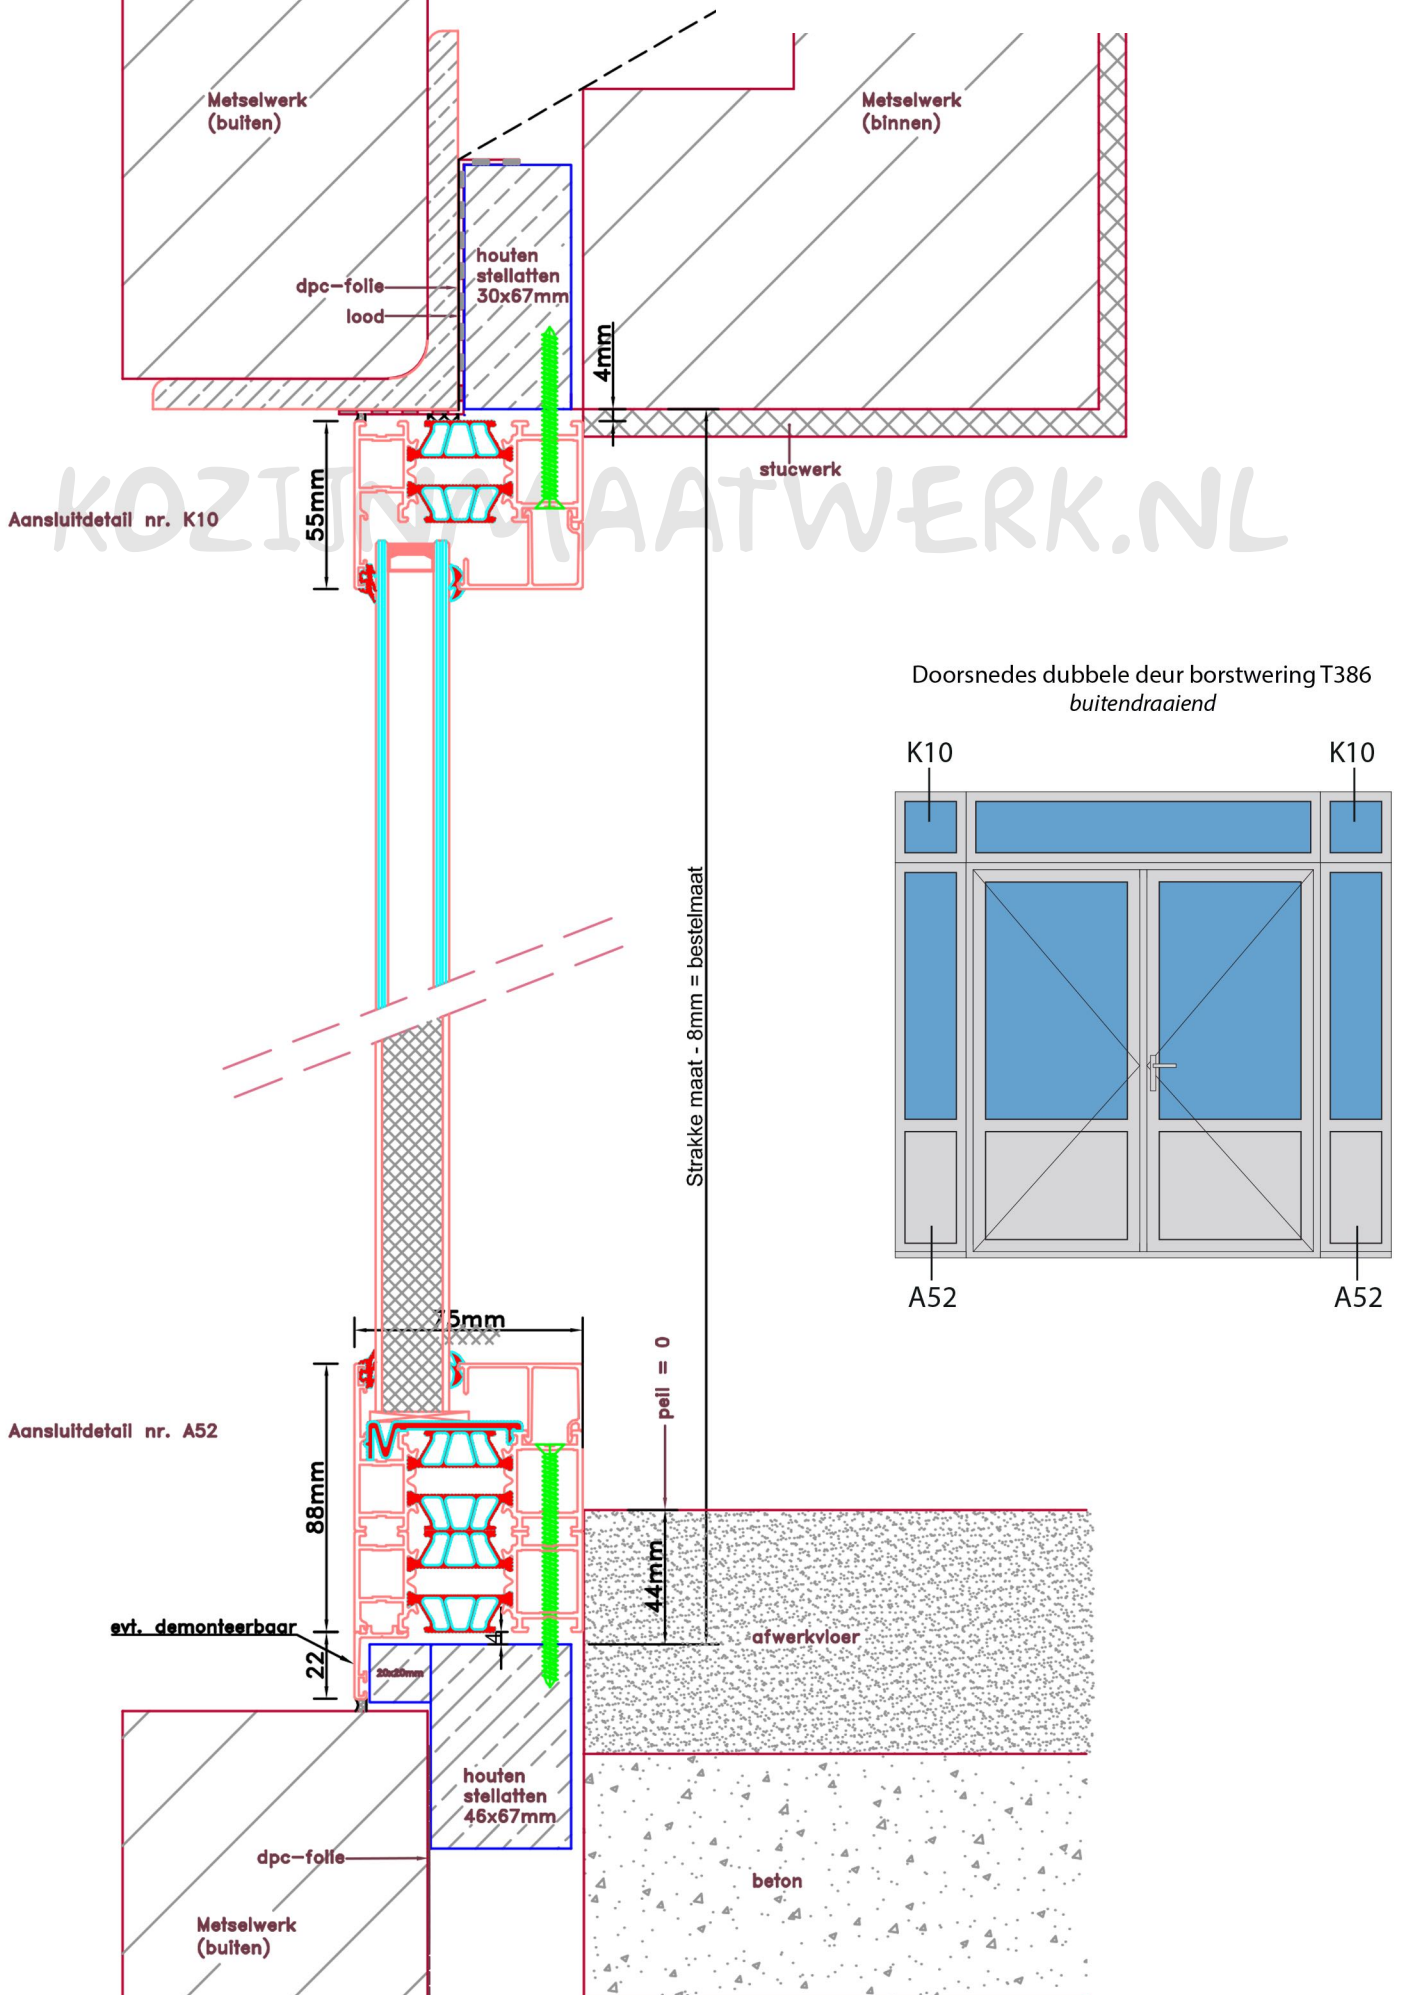 Metselwerk
(buiten)
Metselwerk
(binnen)
houten
stellatten
30x67mm
dpc-folie
lood
4mm
stucwerk
KOZIJNMAATWERK.NL
55mm
Aansluitdetail nr. K10
Doorsnedes dubbele deur borstwering T386
buitendraaiend
K10
K10
Strakke maat - 8mm = bestelmaat
A52
A52
75mm
peil = 0
Aansluitdetail nr. A52
88mm
44mm
evt. demonteerbaar
4
afwerkvloer
22
20x20mm
houten
stellatten
46x67mm
dpc-folie
beton
Metselwerk
(buiten)